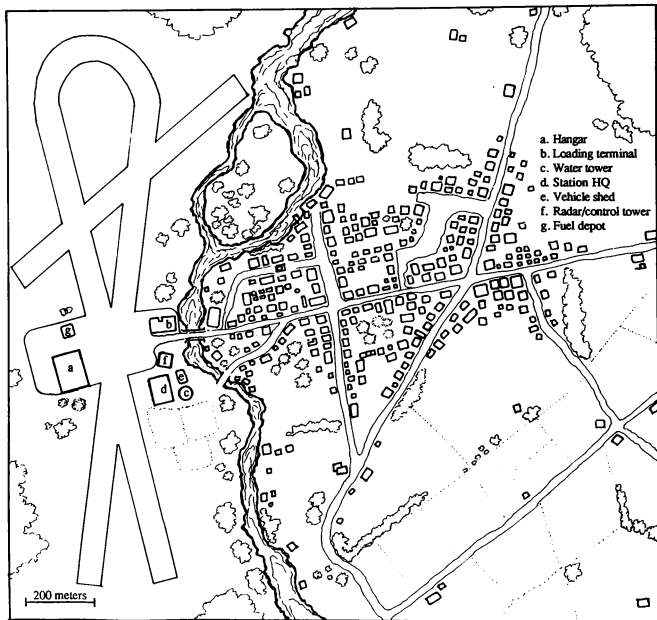 a. Hangar
b. Loading terminal
c. Water tower
d. Station HQ
e. Vehicle shed
f. Radar/control tower
g. Fuel depot
g
b
a
f
d
e
c
200 meters